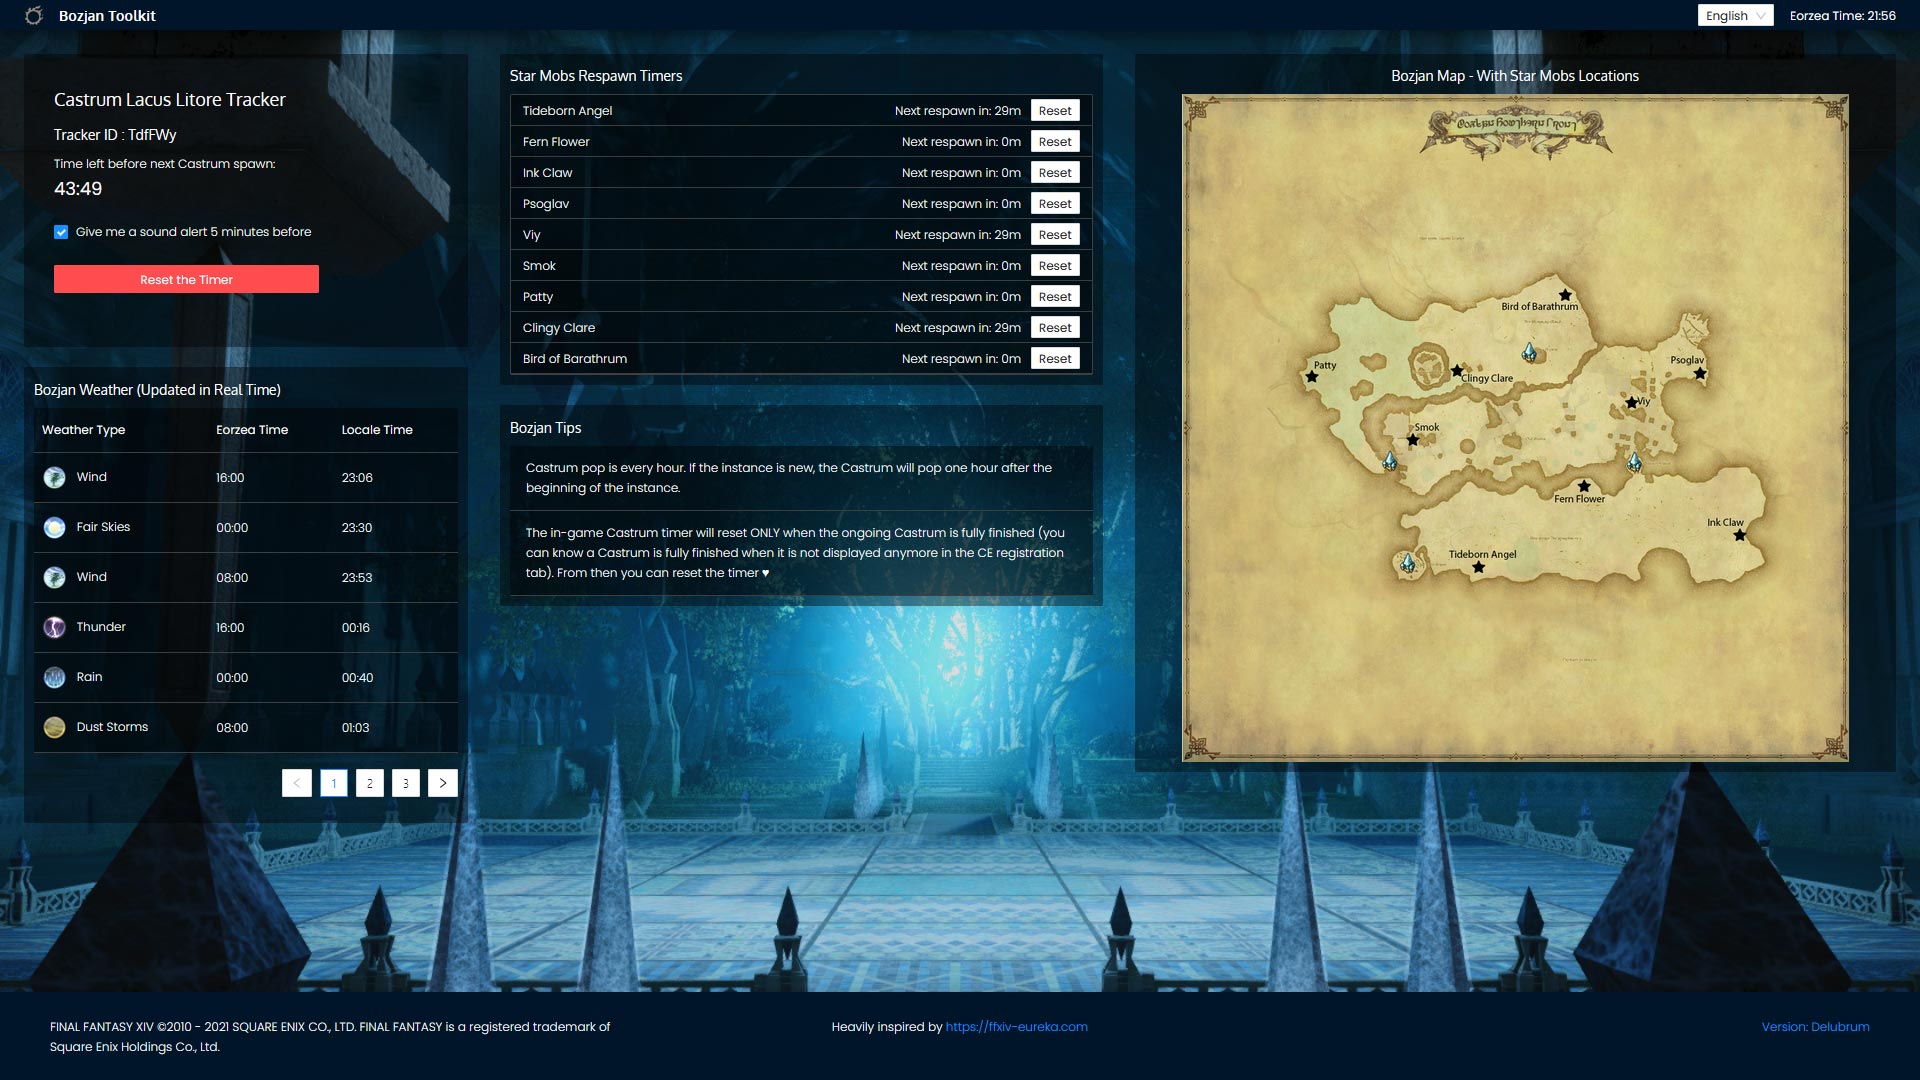 Bozjan Toolkit
English
Eorzea Time: 21:56
Castrum Lacus Litore Tracker
Tracker ID : TdfFWy
Time left before next Castrum spawn:
43:49
Give me a sound alert 5 minutes before
Reset the Timer
Bozjan Weather (Updated in Real Time)
Weather Type Eorzea Time Locale Time
Wind 16:00 23:06
Fair Skies 00:00 23:30
Wind 08:00 23:53
Thunder 16:00 00:16
Rain 00:00 00:40
Dust Storms 08:00 01:03
< 1 2 3 >
Star Mobs Respawn Timers
Tideborn Angel Next respawn in: 29m Reset
Fern Flower Next respawn in: 0m Reset
Ink Claw Next respawn in: 0m Reset
Psoglav Next respawn in: 0m Reset
Viy Next respawn in: 29m Reset
Smok Next respawn in: 0m Reset
Patty Next respawn in: 0m Reset
Clingy Clare Next respawn in: 29m Reset
Bird of Barathrum Next respawn in: 0m Reset
Bozjan Tips
Castrum pop is every hour. If the instance is new, the Castrum will pop one hour after the
beginning of the instance.
The in-game Castrum timer will reset ONLY when the ongoing Castrum is fully finished (you
can know a Castrum is fully finished when it is not displayed anymore in the CE registration
tab). From then you can reset the timer ♥
Bozjan Map - With Star Mobs Locations
Bird of Barathrum
Psoglav
Patty
Clingy Clare
Viy
Smok
Fern Flower
Ink Claw
Tideborn Angel
FINAL FANTASY XIV ©2010 - 2021 SQUARE ENIX CO., LTD. FINAL FANTASY is a registered trademark of
Square Enix Holdings Co., Ltd.
Heavily inspired by https://ffxiv-eureka.com
Version: Delubrum